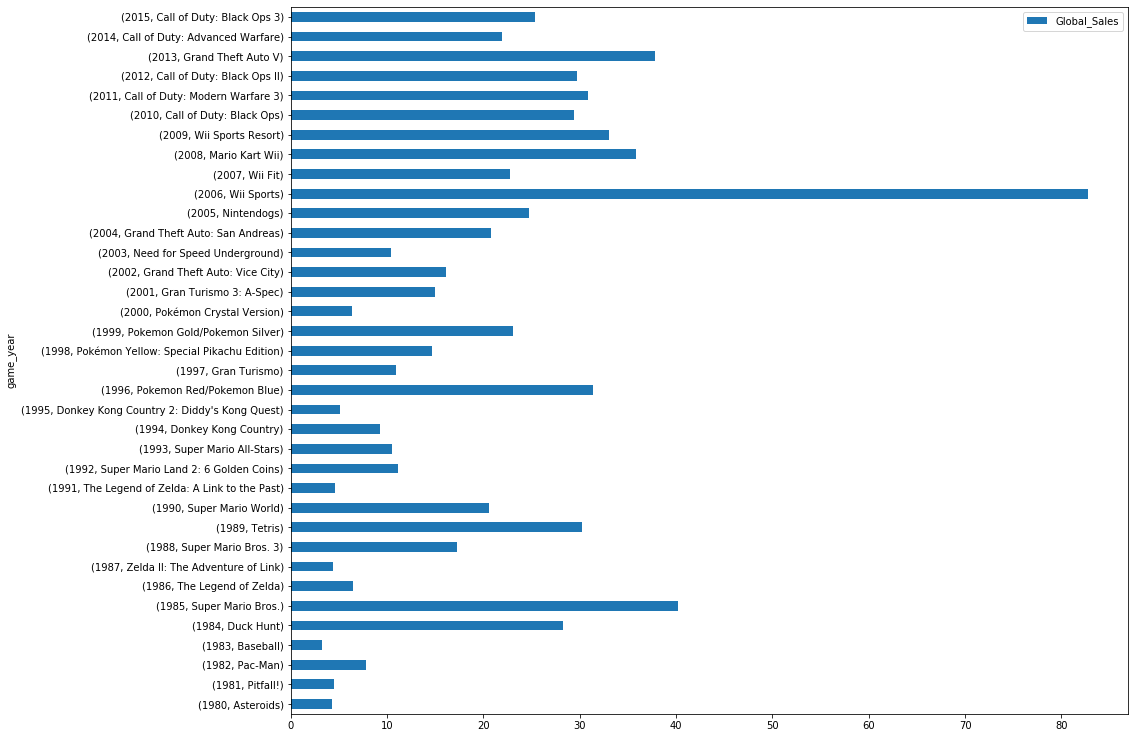 Global_Sales
(2015, Call of Duty: Black Ops 3)
(2014, Call of Duty: Advanced Warfare)
(2013, Grand Theft Auto V)
(2012, Call of Duty: Black Ops II)
(2011, Call of Duty: Modern Warfare 3)
(2010, Call of Duty: Black Ops)
(2009, Wii Sports Resort)
(2008, Mario Kart Wii)
(2007, Wii Fit)
(2006, Wii Sports)
(2005, Nintendogs)
(2004, Grand Theft Auto: San Andreas)
(2003, Need for Speed Underground)
(2002, Grand Theft Auto: Vice City)
(2001, Gran Turismo 3: A-Spec)
(2000, Pokémon Crystal Version)
(1999, Pokemon Gold/Pokemon Silver)
(1998, Pokémon Yellow: Special Pikachu Edition)
(1997, Gran Turismo)
(1996, Pokemon Red/Pokemon Blue)
(1995, Donkey Kong Country 2: Diddy's Kong Quest)
(1994, Donkey Kong Country)
(1993, Super Mario All-Stars)
(1992, Super Mario Land 2: 6 Golden Coins)
(1991, The Legend of Zelda: A Link to the Past)
(1990, Super Mario World)
(1989, Tetris)
(1988, Super Mario Bros. 3)
(1987, Zelda II: The Adventure of Link)
(1986, The Legend of Zelda)
(1985, Super Mario Bros.)
(1984, Duck Hunt)
(1983, Baseball)
(1982, Pac-Man)
(1981, Pitfall!)
(1980, Asteroids)
game_year
0 10 20 30 40 50 60 70 80